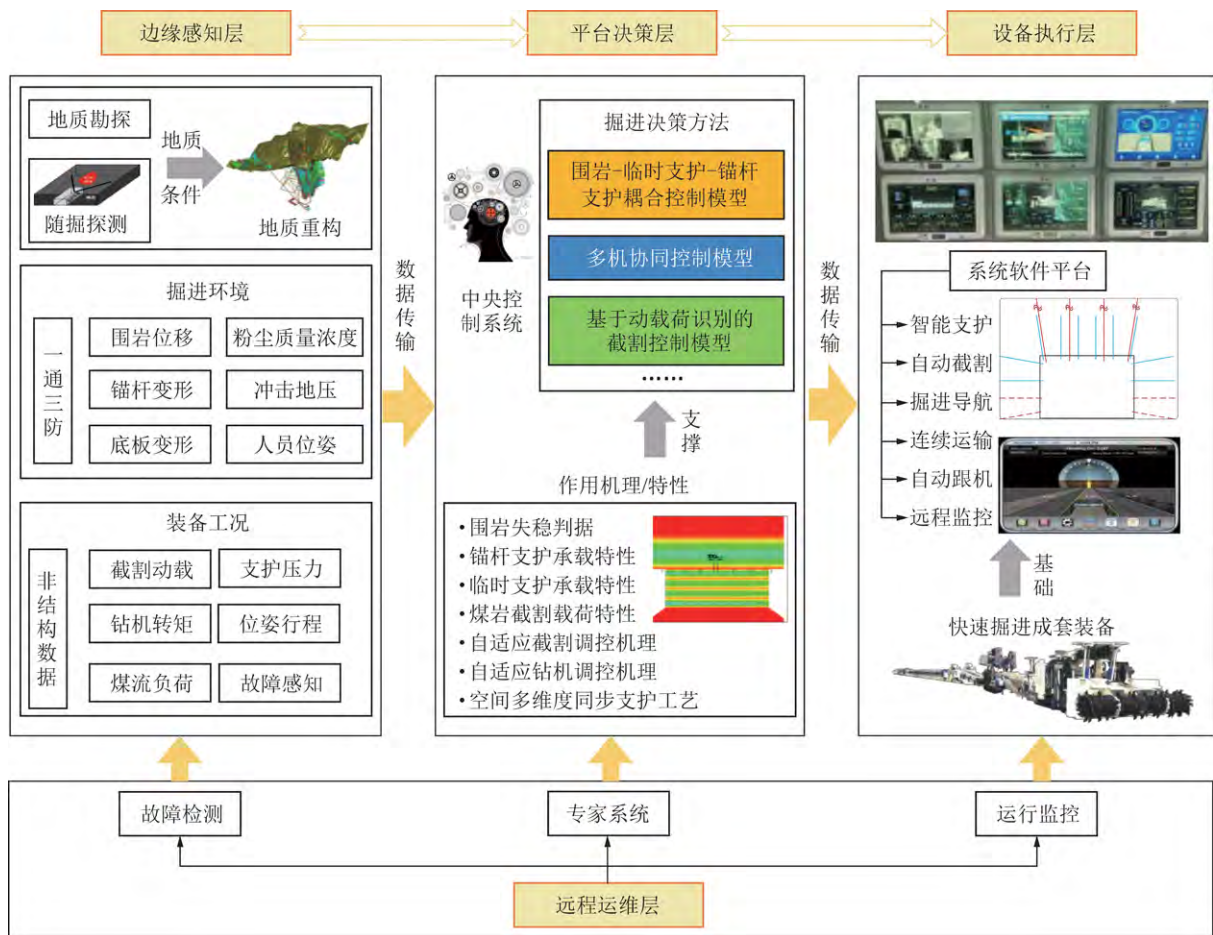 边缘感知层
平台决策层
设备执行层
地质勘探
随掘探测
地质
条件
地质重构
掘进环境
一通三防
围岩位移
粉尘质量浓度
锚杆变形
冲击地压
底板变形
人员位姿
装备工况
非结构数据
截割动载
支护压力
钻机转矩
位姿行程
煤流负荷
故障感知
数据传输
中央控
制系统
掘进决策方法
围岩-临时支护-锚杆
支护耦合控制模型
多机协同控制模型
基于动载荷识别的
截割控制模型
……
支撑
作用机理/特性
•围岩失稳判据
•锚杆支护承载特性
•临时支护承载特性
•煤岩截割载荷特性
•自适应截割调控机理
•自适应钻机调控机理
•空间多维度同步支护工艺
数据传输
系统软件平台
智能支护
自动截割
掘进导航
连续运输
自动跟机
远程监控
基础
快速掘进成套装备
故障检测
专家系统
运行监控
远程运维层